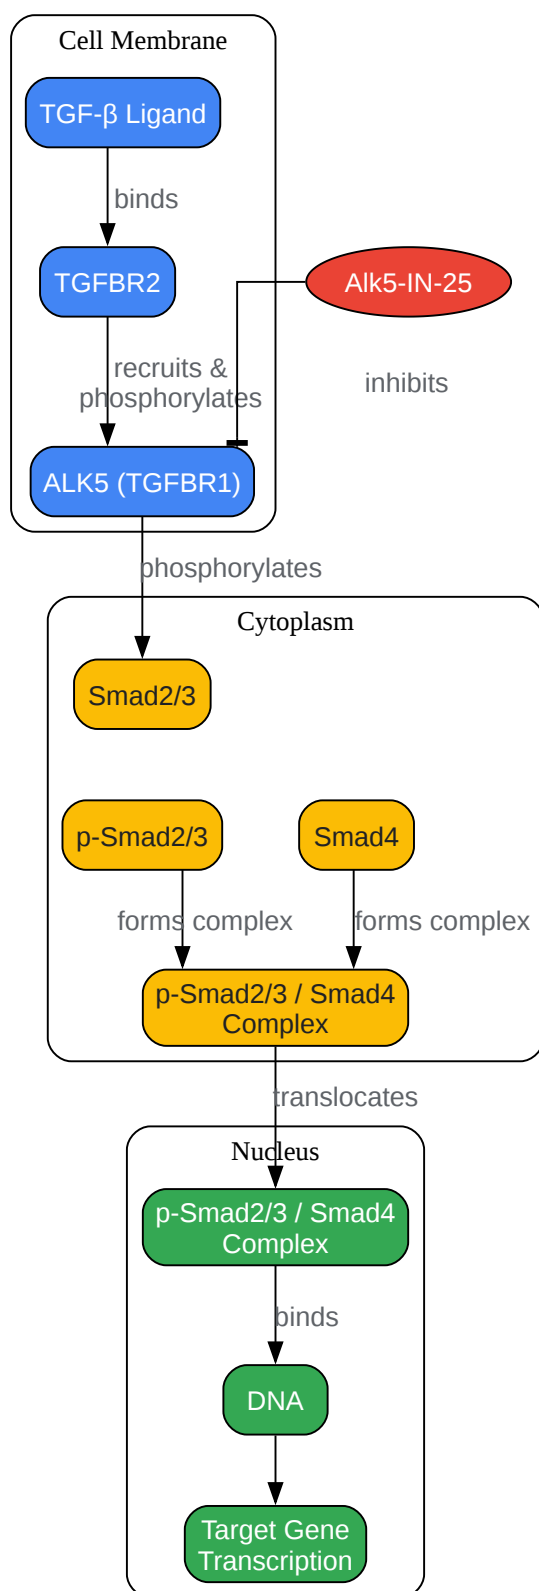 Cell Membrane
TGF-β Ligand
binds
TGFBR2
Alk5-IN-25
recruits &
phosphorylates
inhibits
ALK5 (TGFBR1)
phosphorylates
Cytoplasm
Smad2/3
p-Smad2/3
Smad4
forms complex
forms complex
p-Smad2/3 / Smad4
Complex
translocates
Nucleus
p-Smad2/3 / Smad4
Complex
binds
DNA
Target Gene
Transcription